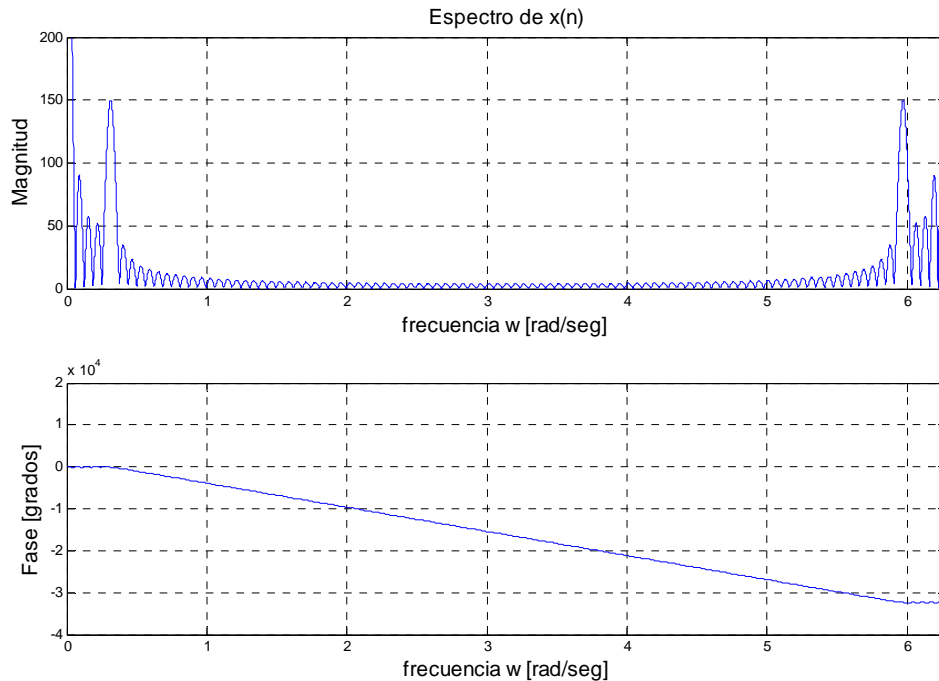 Espectro de x(n)
200
150
100
50
0
Magnitud
0 1 2 3 4 5 6
frecuencia w [rad/seg]
x 10^4
2
1
0
-1
-2
-3
-4
Fase [grados]
0 1 2 3 4 5 6
frecuencia w [rad/seg]